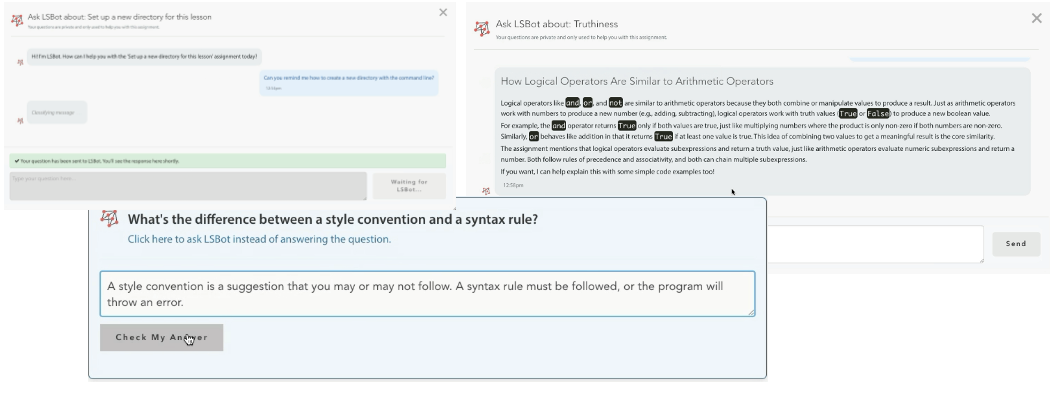 Ask LSBot about: Set up a new directory for this lesson
Your questions are private and only used to help you with this assignment.
Hi! I'm LSBot. How can I help you with the 'Set up a new directory for this lesson' assignment today?
Can you remind me how to create a new directory with the command line?
Classifying message
✔ Your question has been sent to LSBot. You'll see the response here shortly.
Type your question here...
Waiting for
LSBot...
Ask LSBot about: Truthiness
Your questions are private and only used to help you with this assignment.
How Logical Operators Are Similar to Arithmetic Operators
Logical operators like and, or, and not are similar to arithmetic operators because they both combine or manipulate values to produce a result. Just as arithmetic operators
work with numbers to produce a new number (e.g., adding, subtracting), logical operators work with truth values (True or False) to produce a new boolean value.
For example, the and operator returns True only if both values are true, just like multiplying numbers where the product is only non-zero if both numbers are non-zero.
Similarly, or behaves like addition in that it returns True if at least one value is true. This idea of combining two values to get a meaningful result is the core similarity.
The assignment mentions that logical operators evaluate subexpressions and return a truth value, just like arithmetic operators evaluate numeric subexpressions and return a
number. Both follow rules of precedence and associativity, and both can chain multiple subexpressions.
If you want, I can help explain this with some simple code examples too!
12:50pm
Send
What's the difference between a style convention and a syntax rule?
Click here to ask LSBot instead of answering the question.
A style convention is a suggestion that you may or may not follow. A syntax rule must be followed, or the program will
throw an error.
Check My Answer